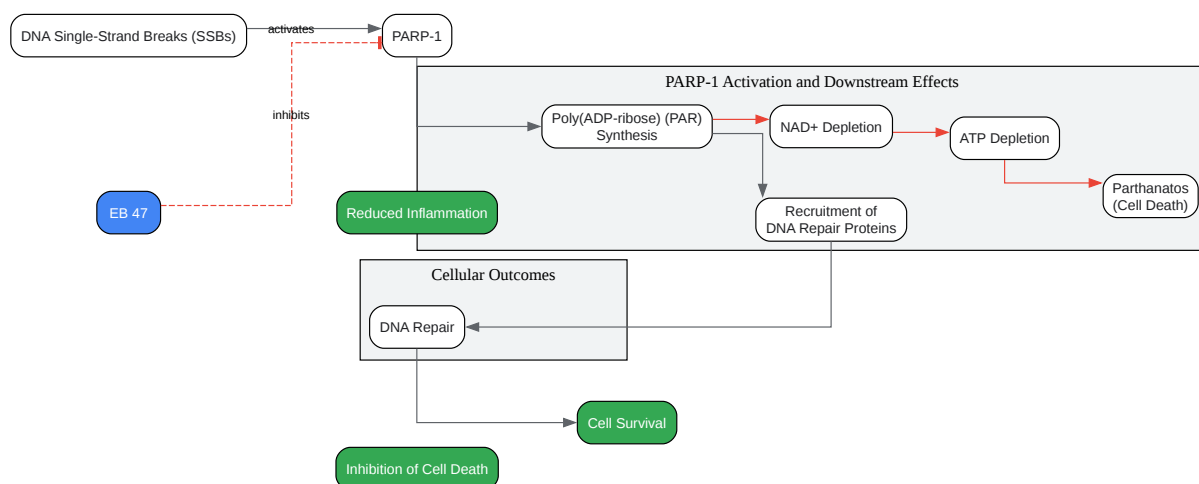 DNA Single-Strand Breaks (SSBs)
activates
PARP-1
inhibits
EB 47
PARP-1 Activation and Downstream Effects
Poly(ADP-ribose) (PAR)
Synthesis
NAD+ Depletion
ATP Depletion
Parthanatos
(Cell Death)
Reduced Inflammation
Recruitment of
DNA Repair Proteins
Cellular Outcomes
DNA Repair
Cell Survival
Inhibition of Cell Death